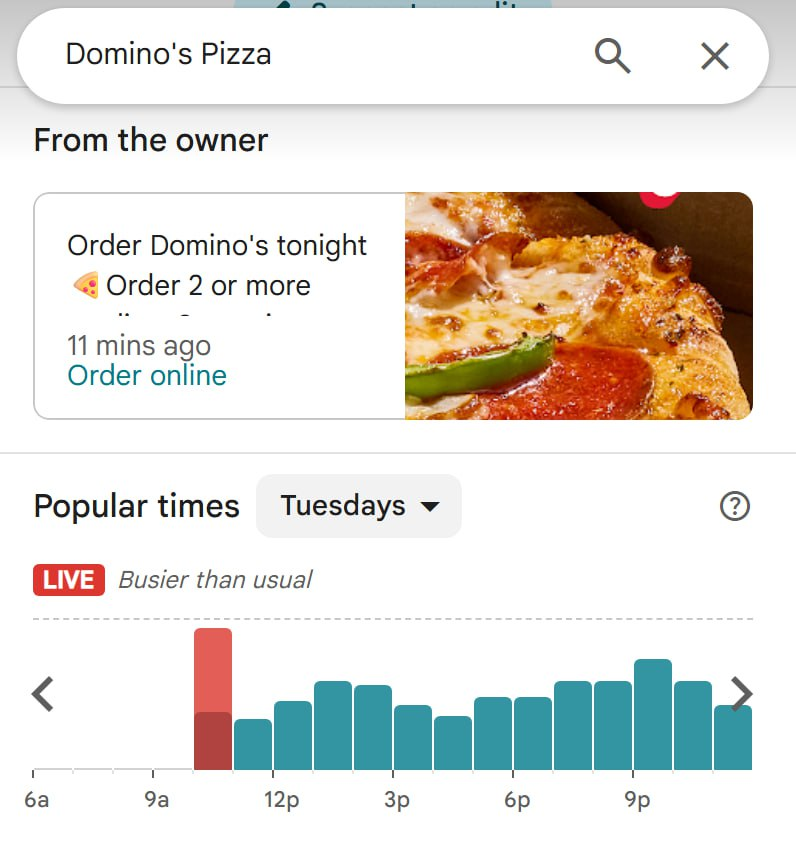 Domino's Pizza
From the owner
Order Domino's tonight
🍕 Order 2 or more
11 mins ago
Order online
Popular times
Tuesdays
LIVE Busier than usual
6a 9a 12p 3p 6p 9p